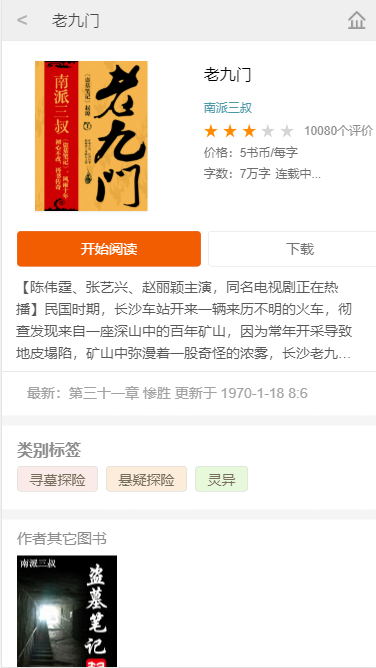 < 老九门
老九门
南派三叔
《盗墓笔记》前传
老九门
南派三叔
10080个评价
价格：5书币/每字
字数：7万字 连载中...
开始阅读
下载
【陈伟霆、张艺兴、赵丽颖主演，同名电视剧正在热
播】民国时期，长沙车站开来一辆来历不明的火车，彻
查发现来自一座深山中的百年矿山，因为常年开采导致
地皮塌陷，矿山中弥漫着一股奇怪的浓雾，长沙老九…
最新：第三十一章 惨胜 更新于 1970-1-18 8:6
类别标签
寻墓探险
悬疑探险
灵异
作者其它图书
南派三叔
盗墓笔记